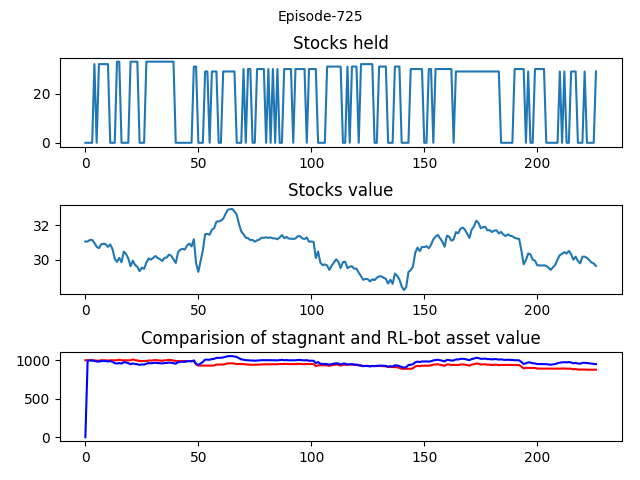 Episode-725
Stocks held
20
0
0 50 100 150 200
Stocks value
32
30
0 50 100 150 200
Comparision of stagnant and RL-bot asset value
1000
500
0
0 50 100 150 200